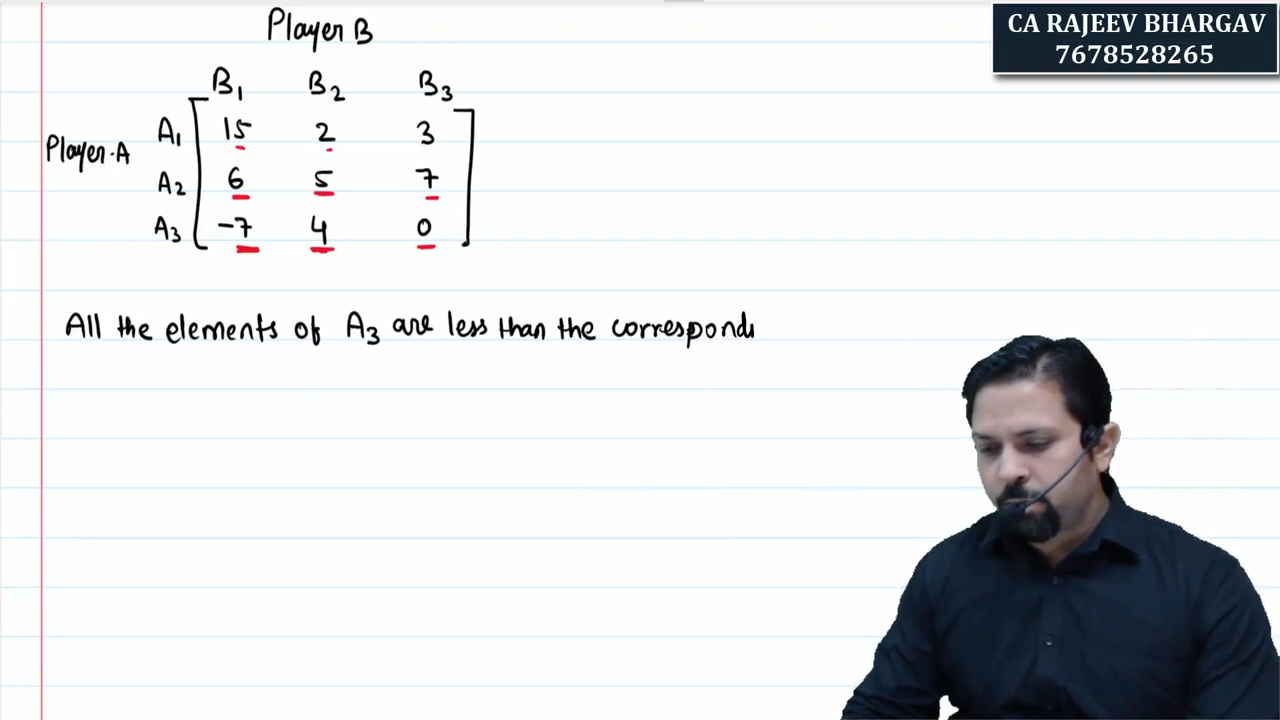 CA RAJEEV BHARGAV
7678528265
Player B
B1 B2 B3
A1 15 2 3
Player.A
A2 6 5 7
A3 -7 4 0
All the elements of A3 are less than the correspond